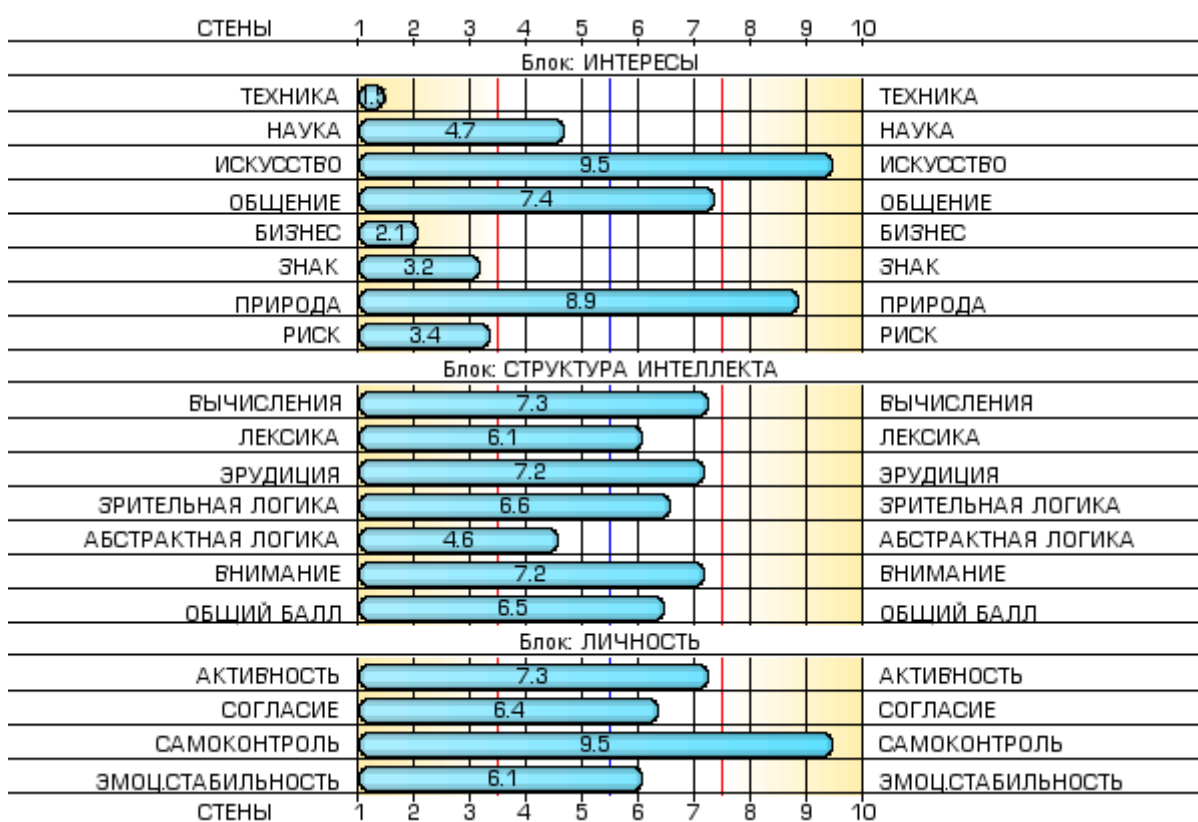 СТЕНЫ 1 2 3 4 5 6 7 8 9 10
Блок: ИНТЕРЕСЫ
ТЕХНИКА 1.5 ТЕХНИКА
НАУКА 4.7 НАУКА
ИСКУССТВО 9.5 ИСКУССТВО
ОБЩЕНИЕ 7.4 ОБЩЕНИЕ
БИЗНЕС 2.1 БИЗНЕС
ЗНАК 3.2 ЗНАК
ПРИРОДА 8.9 ПРИРОДА
РИСК 3.4 РИСК
Блок: СТРУКТУРА ИНТЕЛЛЕКТА
ВЫЧИСЛЕНИЯ 7.3 ВЫЧИСЛЕНИЯ
ЛЕКСИКА 6.1 ЛЕКСИКА
ЭРУДИЦИЯ 7.2 ЭРУДИЦИЯ
ЗРИТЕЛЬНАЯ ЛОГИКА 6.6 ЗРИТЕЛЬНАЯ ЛОГИКА
АБСТРАКТНАЯ ЛОГИКА 4.6 АБСТРАКТНАЯ ЛОГИКА
ВНИМАНИЕ 7.2 ВНИМАНИЕ
ОБЩИЙ БАЛЛ 6.5 ОБЩИЙ БАЛЛ
Блок: ЛИЧНОСТЬ
АКТИВНОСТЬ 7.3 АКТИВНОСТЬ
СОГЛАСИЕ 6.4 СОГЛАСИЕ
САМОКОНТРОЛЬ 9.5 САМОКОНТРОЛЬ
ЭМОЦ.СТАБИЛЬНОСТЬ 6.1 ЭМОЦ.СТАБИЛЬНОСТЬ
СТЕНЫ 1 2 3 4 5 6 7 8 9 10